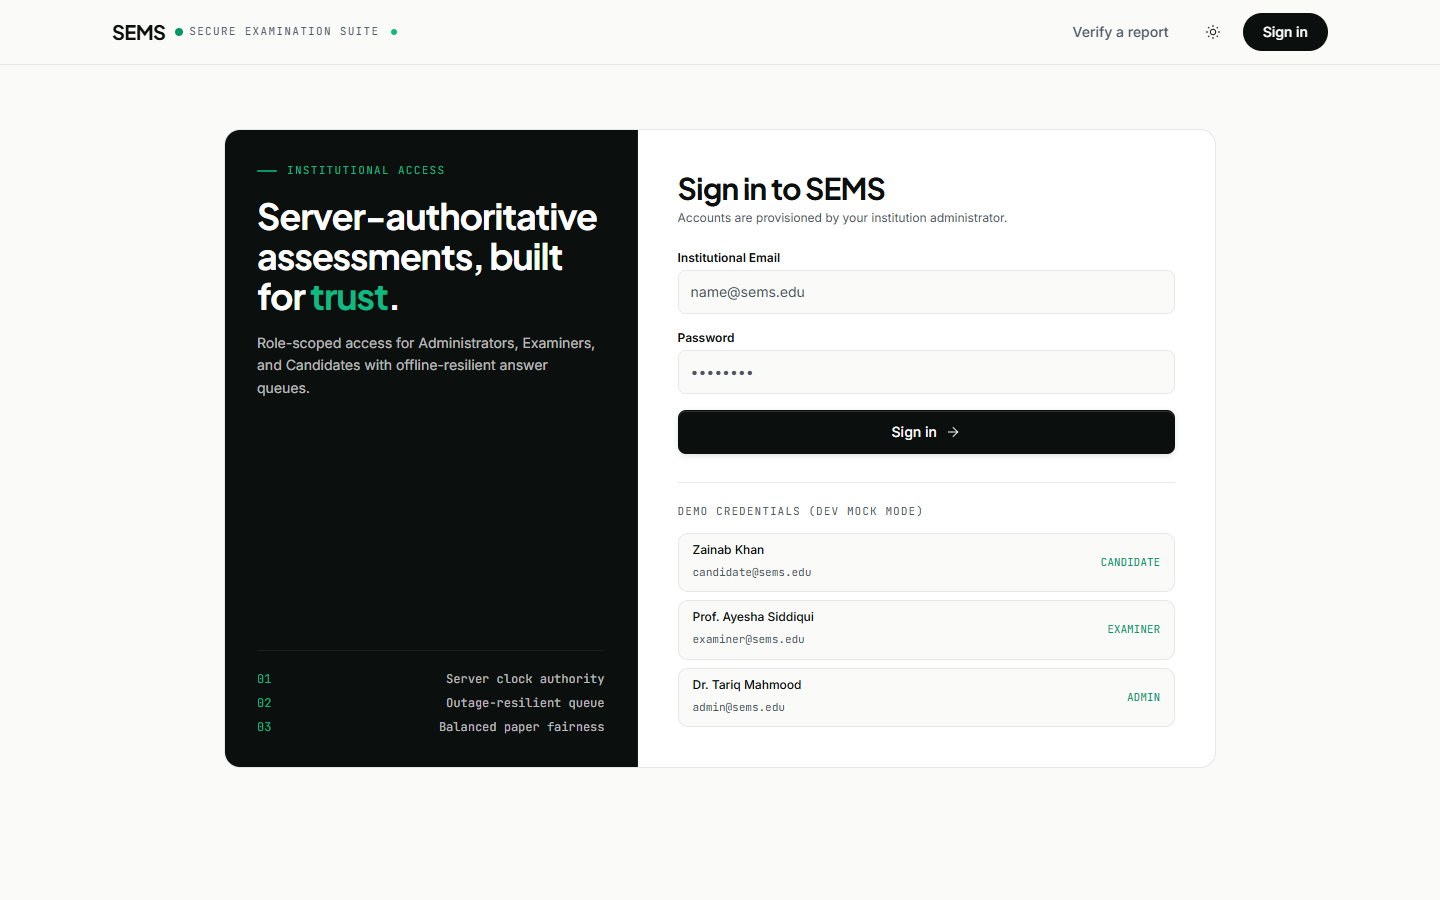 SEMS SECURE EXAMINATION SUITE
Verify a report
Sign in
INSTITUTIONAL ACCESS
Server-authoritative
assessments, built
for trust.
Role-scoped access for Administrators, Examiners,
and Candidates with offline-resilient answer
queues.
01 Server clock authority
02 Outage-resilient queue
03 Balanced paper fairness
Sign in to SEMS
Accounts are provisioned by your institution administrator.
Institutional Email
name@sems.edu
Password
••••••••
Sign in →
DEMO CREDENTIALS (DEV MOCK MODE)
Zainab Khan
candidate@sems.edu
CANDIDATE
Prof. Ayesha Siddiqui
examiner@sems.edu
EXAMINER
Dr. Tariq Mahmood
admin@sems.edu
ADMIN